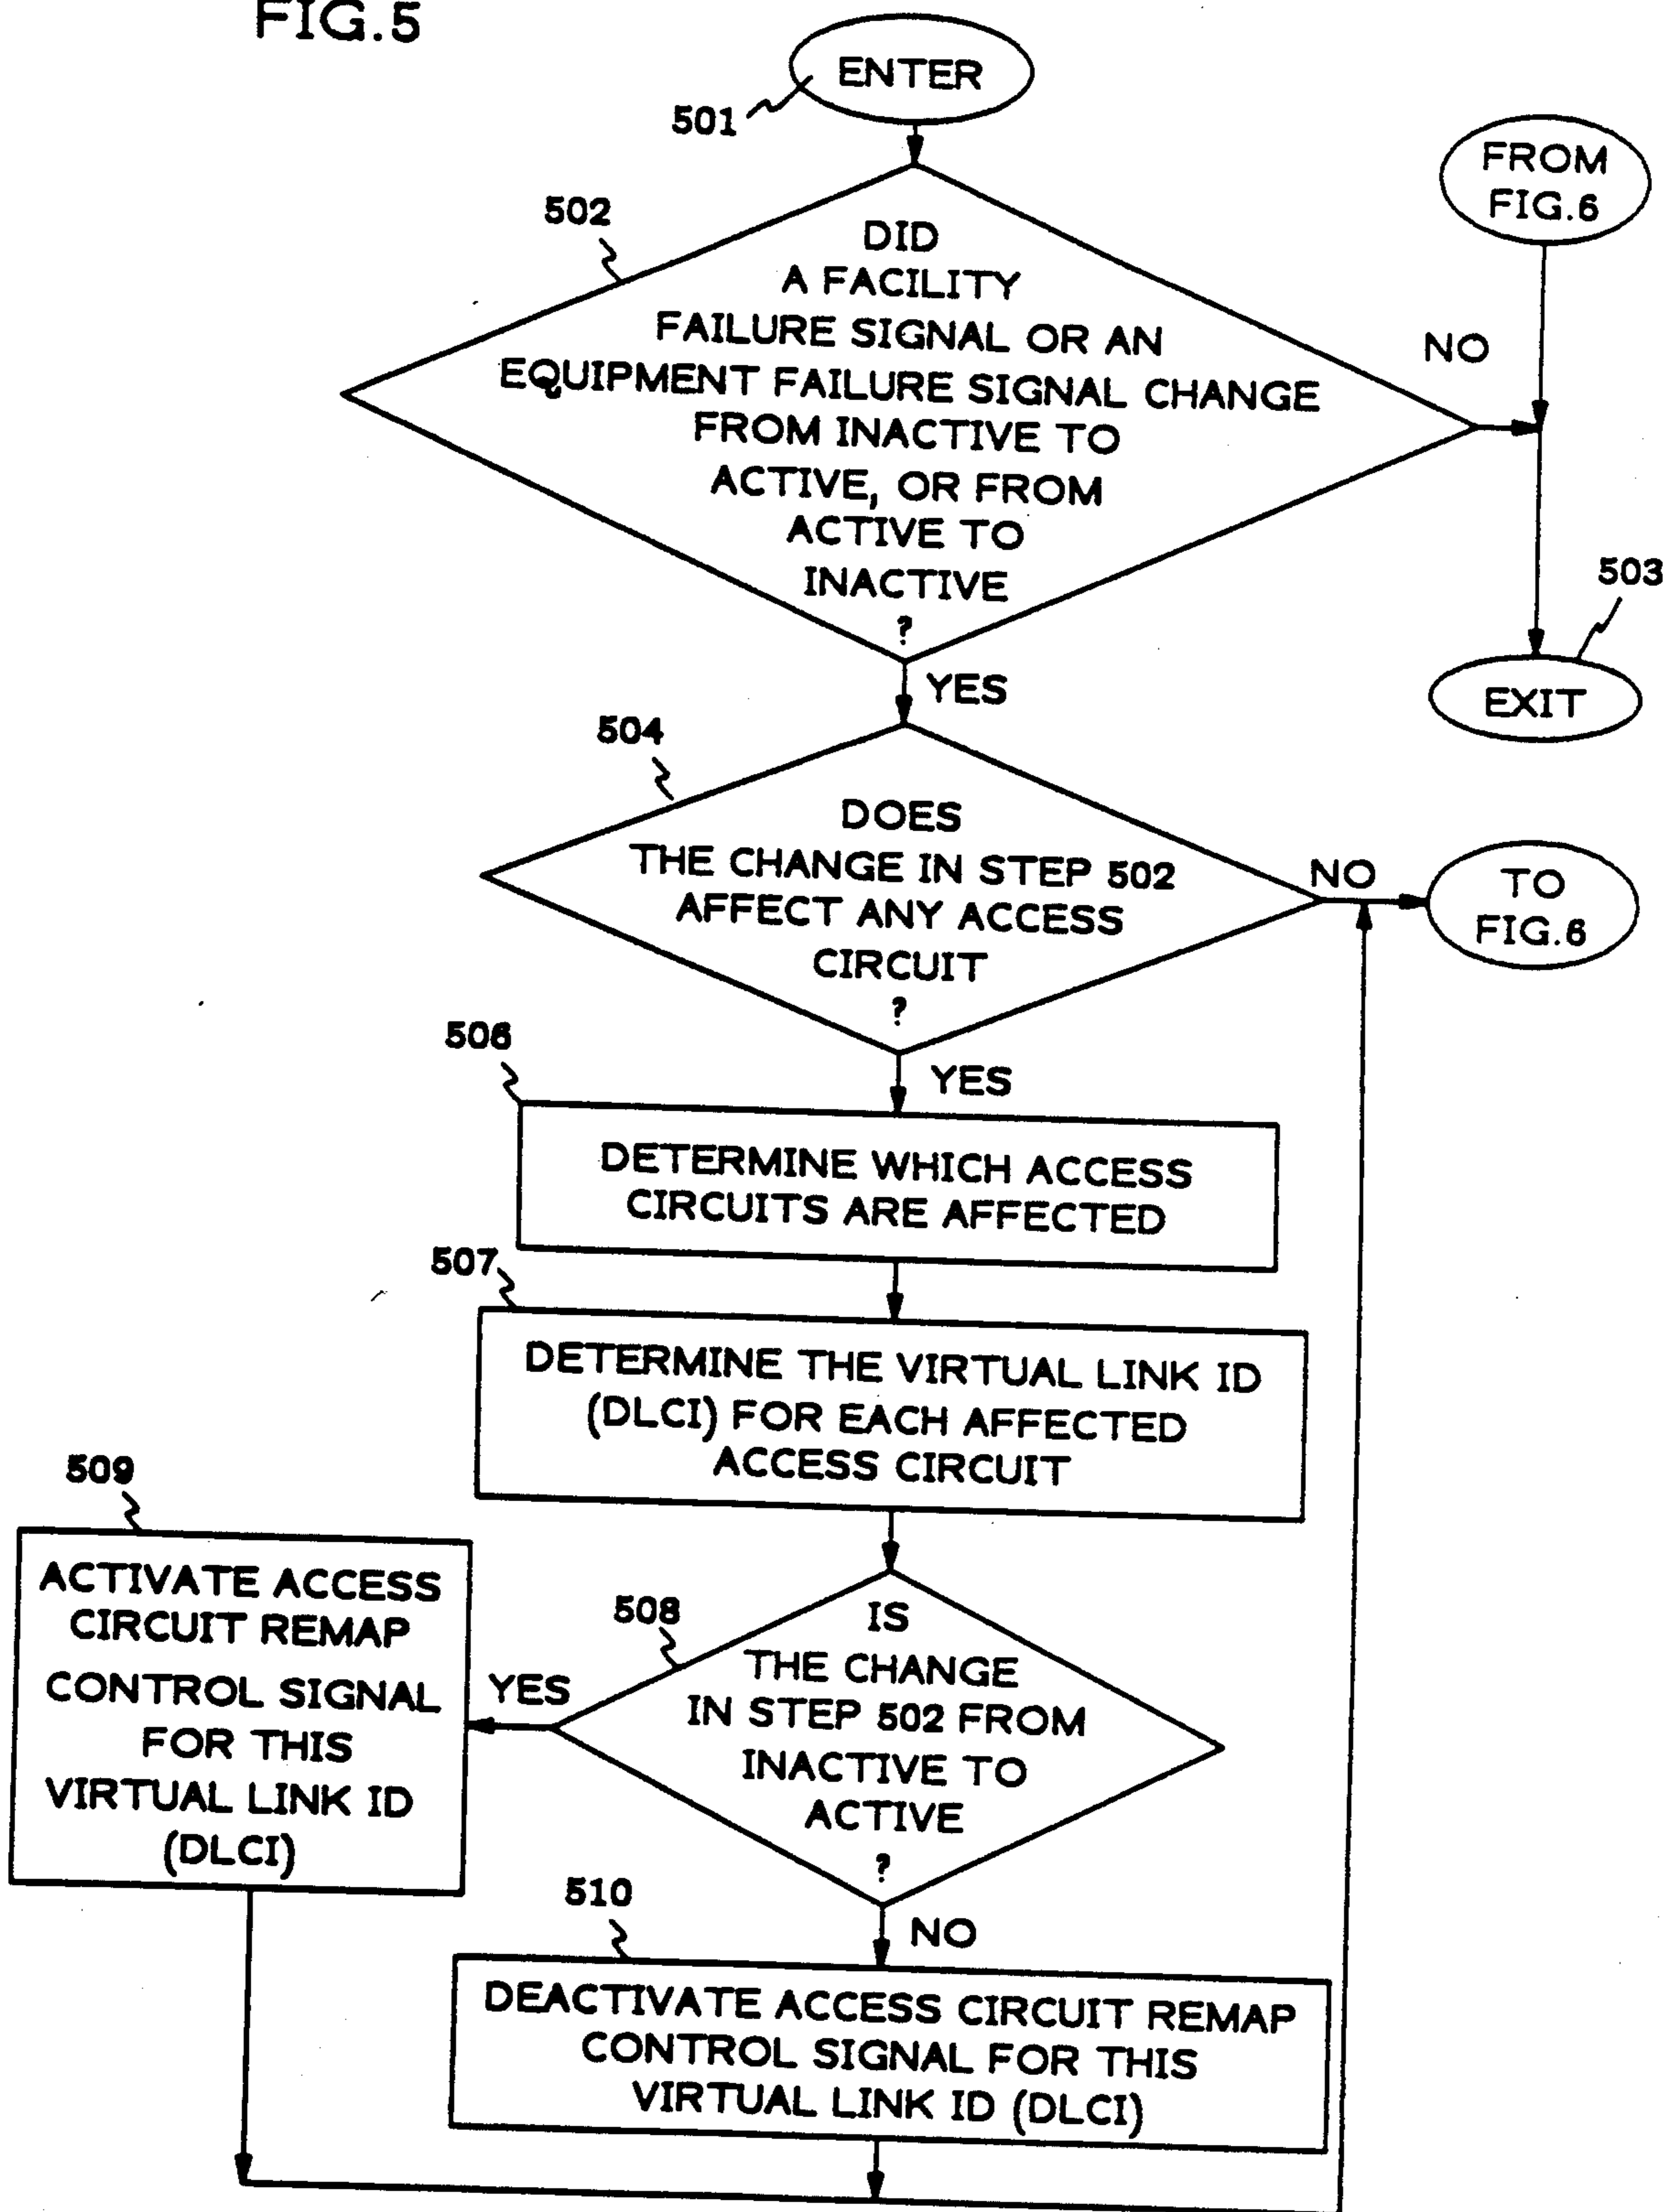 FIG.5
ENTER
501
FROM
FIG.6
502
DID
A FACILITY
FAILURE SIGNAL OR AN
EQUIPMENT FAILURE SIGNAL CHANGE
FROM INACTIVE TO
ACTIVE, OR FROM
ACTIVE TO
INACTIVE
?
NO
503
EXIT
YES
504
DOES
THE CHANGE IN STEP 502
AFFECT ANY ACCESS
CIRCUIT
?
NO
TO
FIG.6
YES
506
DETERMINE WHICH ACCESS
CIRCUITS ARE AFFECTED
507
DETERMINE THE VIRTUAL LINK ID
(DLCI) FOR EACH AFFECTED
ACCESS CIRCUIT
509
ACTIVATE ACCESS
CIRCUIT REMAP
CONTROL SIGNAL
FOR THIS
VIRTUAL LINK ID
(DLCI)
YES
508
IS
THE CHANGE
IN STEP 502 FROM
INACTIVE TO
ACTIVE
?
NO
510
DEACTIVATE ACCESS CIRCUIT REMAP
CONTROL SIGNAL FOR THIS
VIRTUAL LINK ID (DLCI)